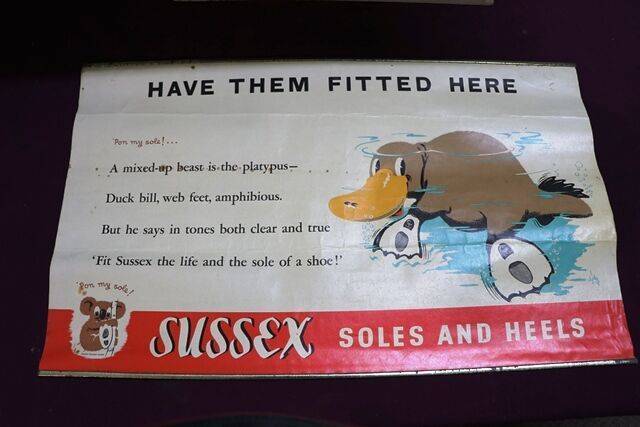 HAVE THEM FITTED HERE
'Pon my sole!...
A mixed-up beast is the platypus—
Duck bill, web feet, amphibious.
But he says in tones both clear and true
'Fit Sussex the life and the sole of a shoe!'
'Pon my sole!
SUSSEX SOLES AND HEELS